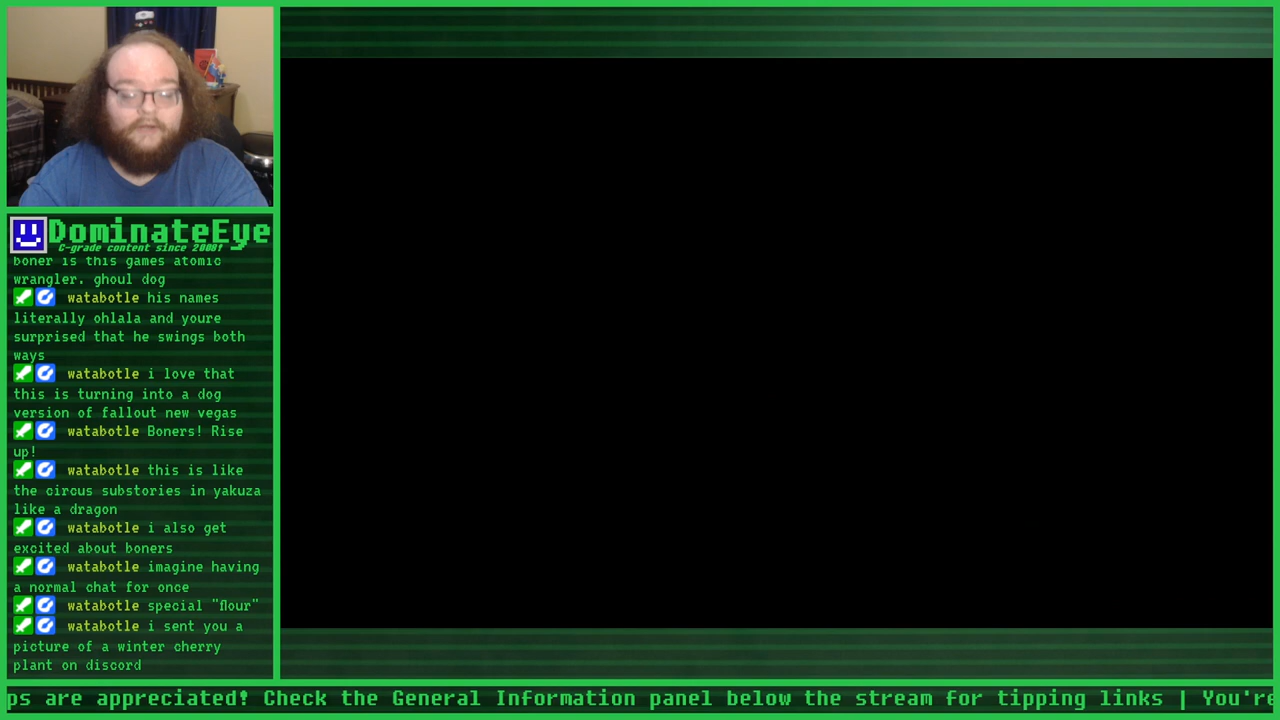 DominateEye
C-grade content since 2008!
boner is this games atomic
wrangler. ghoul dog
watabotle his names
literally ohlala and youre
surprised that he swings both
ways
watabotle i love that
this is turning into a dog
version of fallout new vegas
watabotle Boners! Rise
up!
watabotle this is like
the circus substories in yakuza
like a dragon
watabotle i also get
excited about boners
watabotle imagine having
a normal chat for once
watabotle special "flour"
watabotle i sent you a
picture of a winter cherry
plant on discord
ps are appreciated! Check the General Information panel below the stream for tipping links | You're